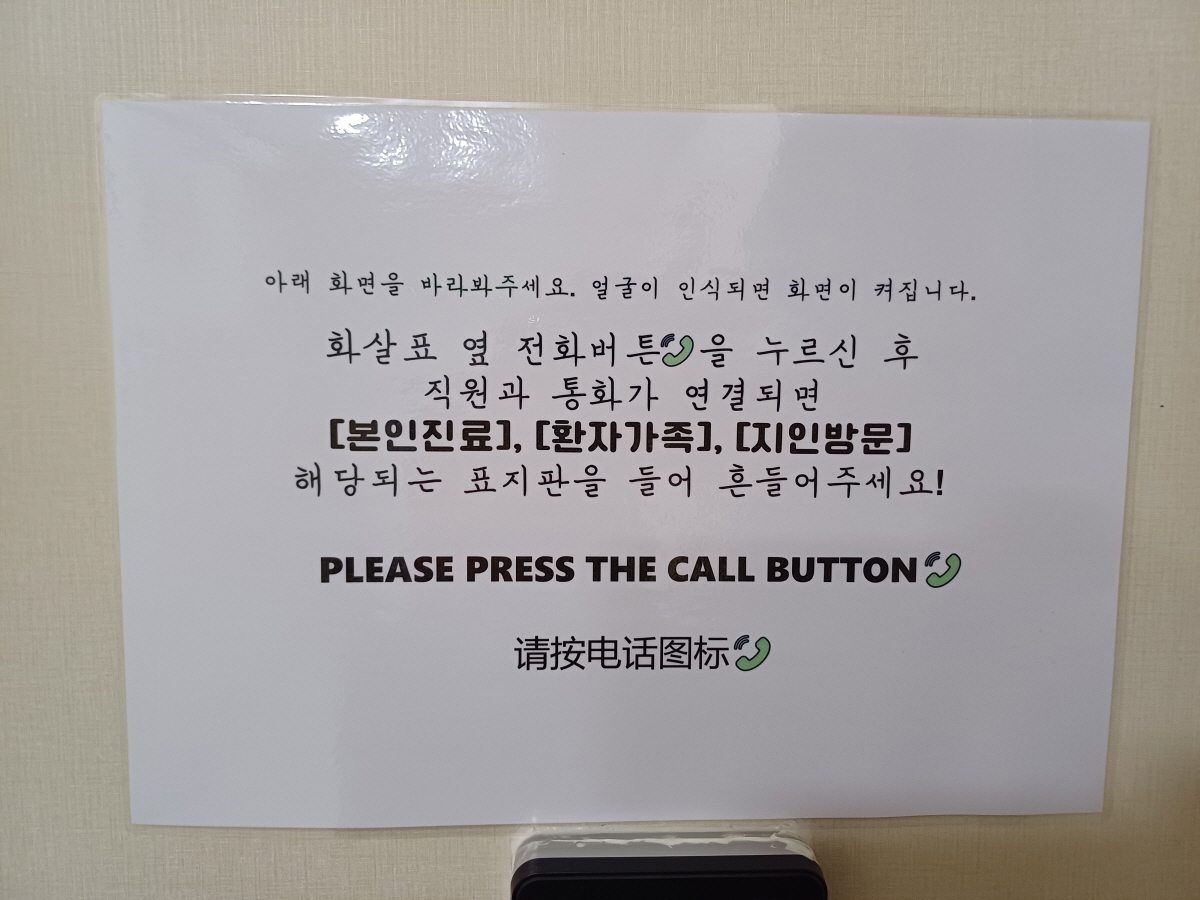 아래 화면을 바라봐주세요. 얼굴이 인식되면 화면이 켜집니다.
화살표 옆 전화버튼을 누르신 후
직원과 통화가 연결되면
[본인진료], [환자가족], [지인방문]
해당되는 표지판을 들어 흔들어주세요!
PLEASE PRESS THE CALL BUTTON
请按电话图标